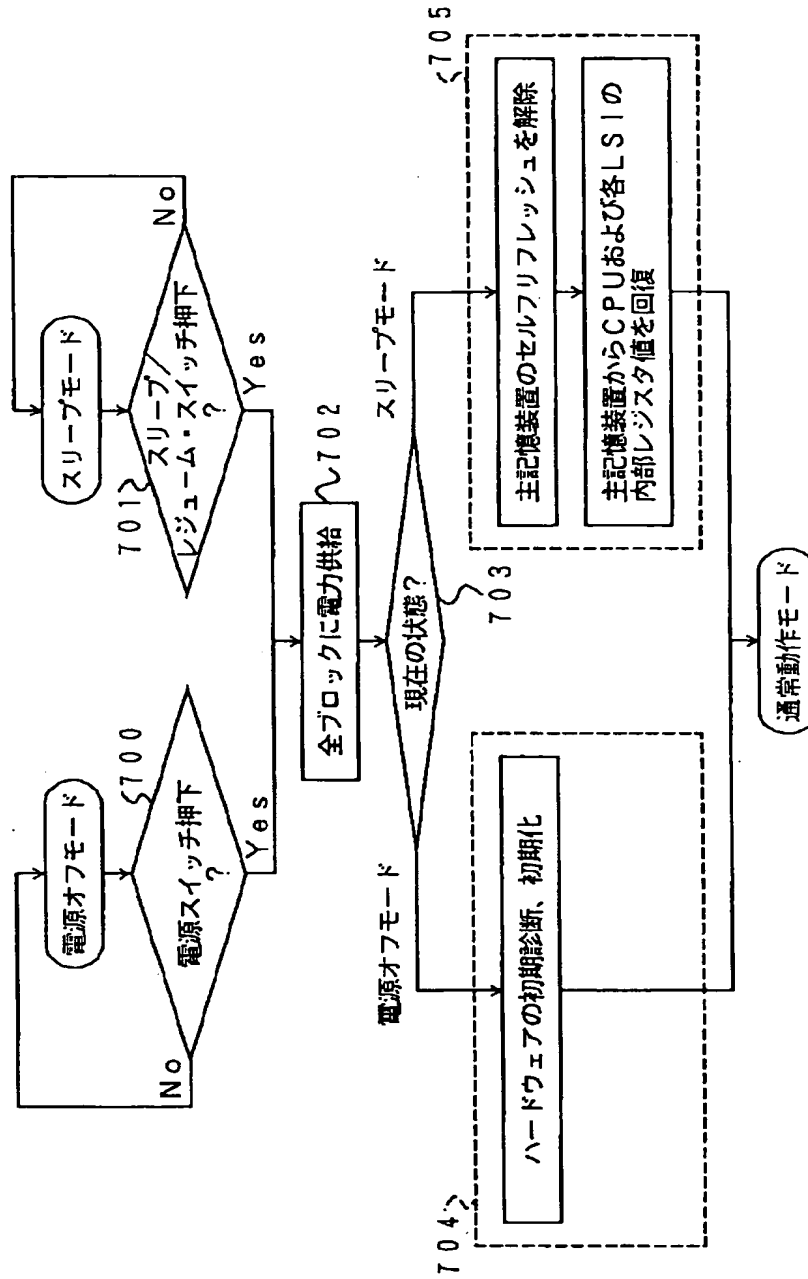 電源オフモード
700
電源スイッチ押下
?
No
Yes
スリープモード
701
スリープ/
レジューム・スイッチ押下
?
No
Yes
全ブロックに電力供給
702
現在の状態?
703
電源オフモード
スリープモード
704
ハードウェアの初期診断、初期化
705
主記憶装置のセルフリフレッシュを解除
主記憶装置からCPUおよび各LSIの
内部レジスタ値を回復
通常動作モード